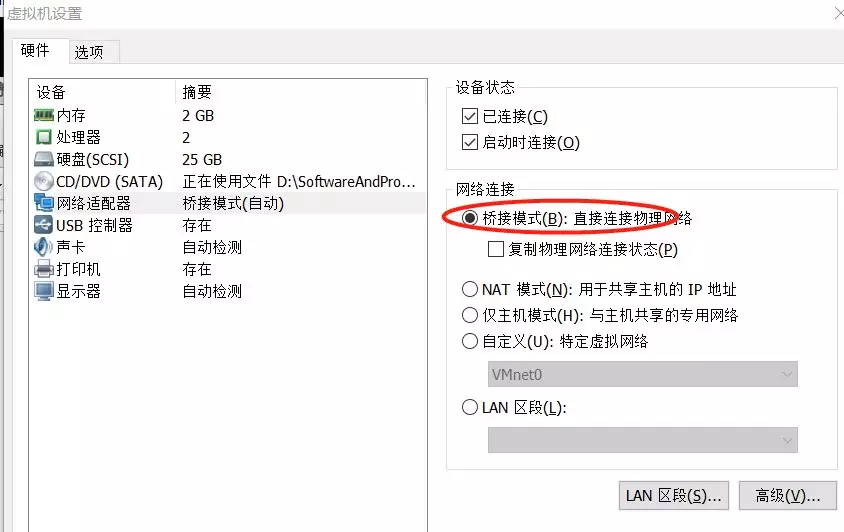 虚拟机设置
硬件 选项
设备 摘要
内存 2 GB
处理器 2
硬盘(SCSI) 25 GB
CD/DVD (SATA) 正在使用文件 D:\SoftwareAndPro...
网络适配器 桥接模式(自动)
USB 控制器 存在
声卡 自动检测
打印机 存在
显示器 自动检测
设备状态
已连接(C)
启动时连接(O)
网络连接
桥接模式(B): 直接连接物理网络
复制物理网络连接状态(P)
NAT 模式(N): 用于共享主机的 IP 地址
仅主机模式(H): 与主机共享的专用网络
自定义(U): 特定虚拟网络
VMnet0
LAN 区段(L):
LAN 区段(S)... 高级(V)...